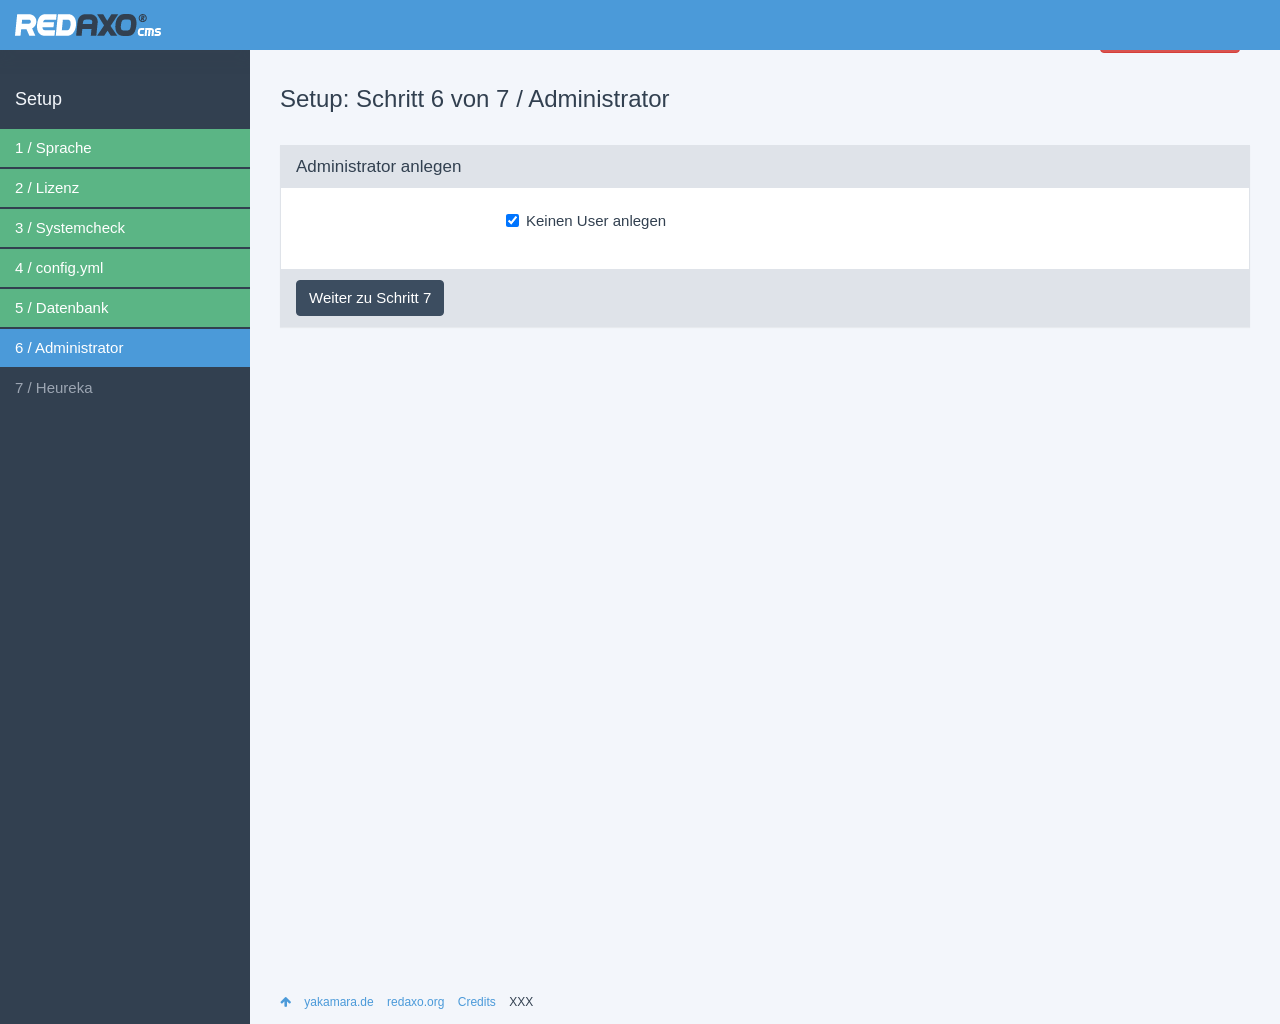 REDAXO® cms
Setup
1 / Sprache
2 / Lizenz
3 / Systemcheck
4 / config.yml
5 / Datenbank
6 / Administrator
7 / Heureka
Setup: Schritt 6 von 7 / Administrator
Administrator anlegen
Keinen User anlegen
Weiter zu Schritt 7
yakamara.de redaxo.org Credits XXX